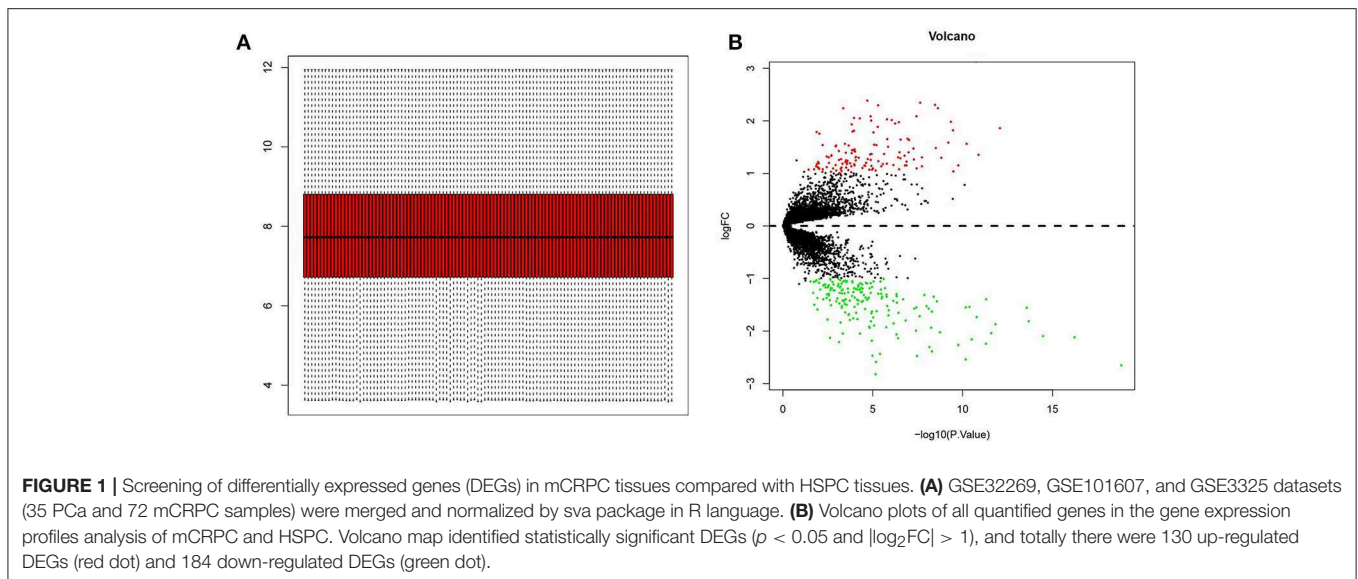 A
12
10
8
6
4
B
Volcano
3
2
1
0
-1
-2
-3
logFC
0
5
10
15
-log10(P.Value)
FIGURE 1 | Screening of differentially expressed genes (DEGs) in mCRPC tissues compared with HSPC tissues. (A) GSE32269, GSE101607, and GSE3325 datasets
(35 PCa and 72 mCRPC samples) were merged and normalized by sva package in R language. (B) Volcano plots of all quantified genes in the gene expression
profiles analysis of mCRPC and HSPC. Volcano map identified statistically significant DEGs (p < 0.05 and |log₂FC| > 1), and totally there were 130 up-regulated
DEGs (red dot) and 184 down-regulated DEGs (green dot).